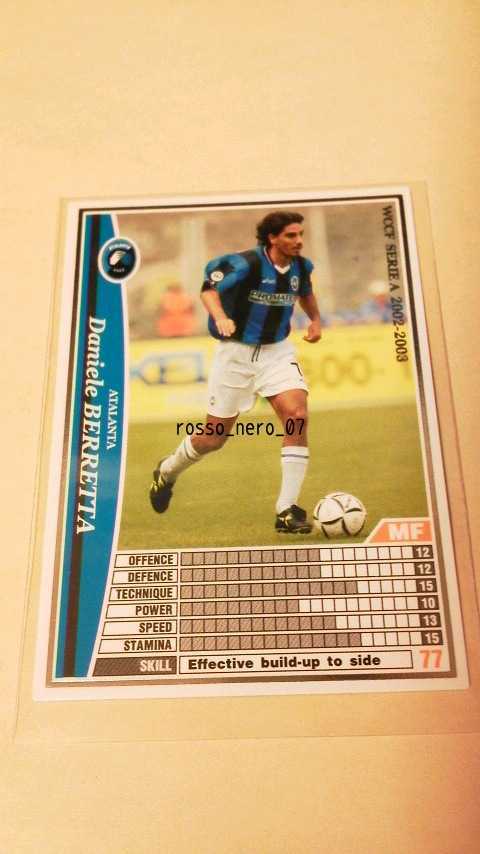 WCCF SERIE A 2002-2003
ATALANTA
Daniele BERRETTA
rosso_nero_07
MF
OFFENCE 12
DEFENCE 12
TECHNIQUE 15
POWER 10
SPEED 13
STAMINA 15
SKILL Effective build-up to side 77